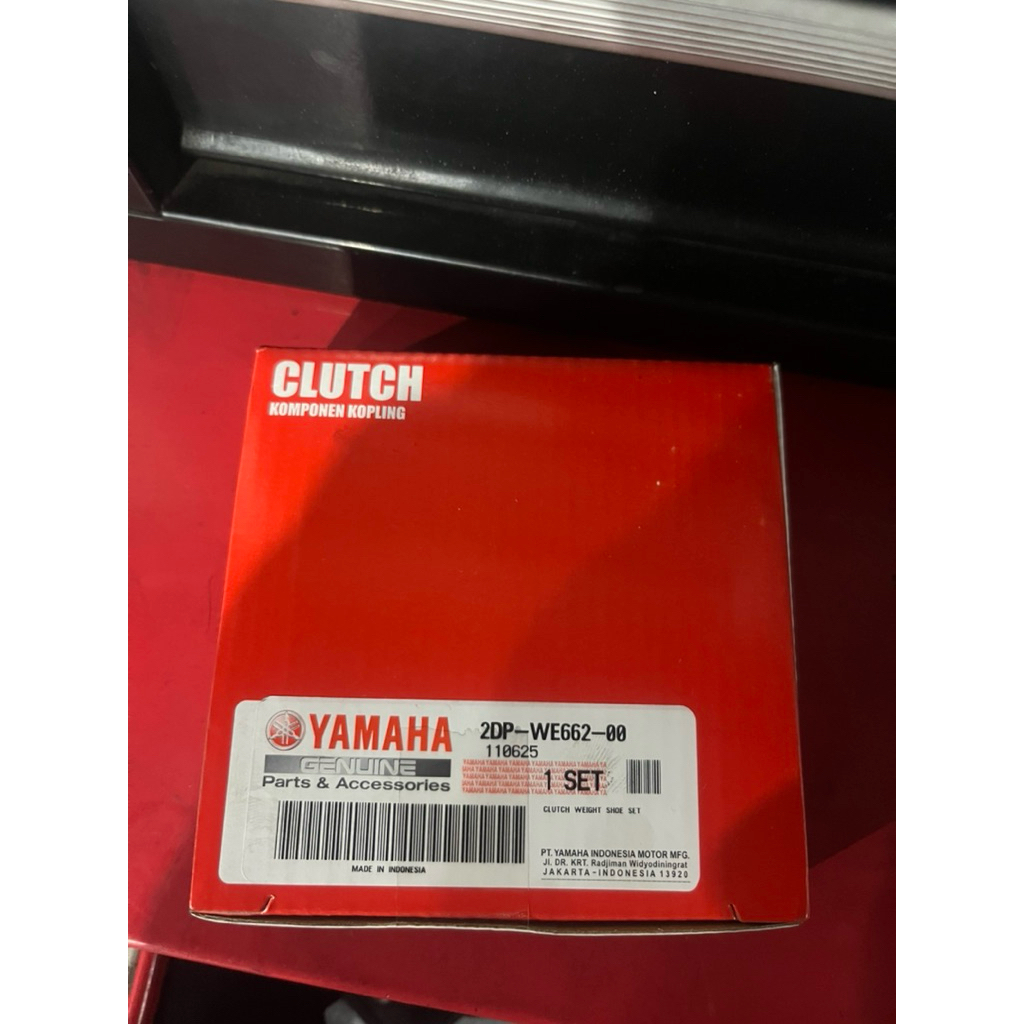 CLUTCH
KOMPONEN KOPLING
YAMAHA 2DP-WE662-00
110625
GENUINE
Parts & Accessories
1 SET
CLUTCH WEIGHT SHOE SET
PT. YAMAHA INDONESIA MOTOR MFG.
Jl. DR. KRT. Radjiman Widyodiningrat
JAKARTA-INDONESIA 13920
MADE IN INDONESIA